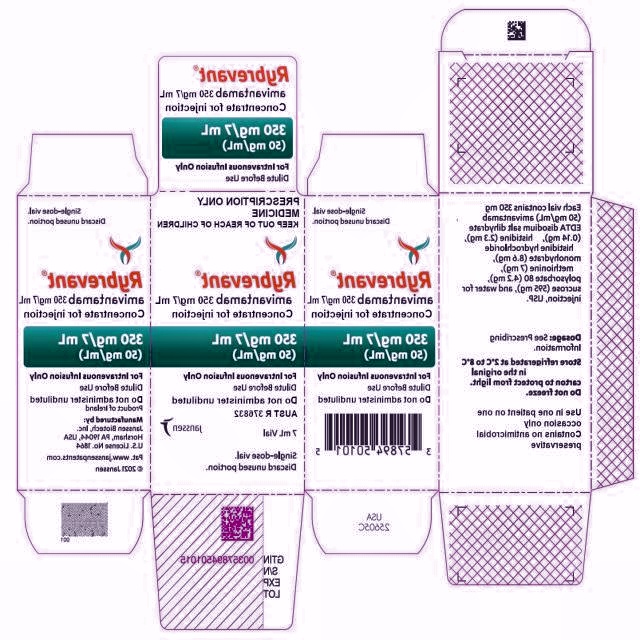 Rybrevant®
amivantamab 350 mg/7 mL
Concentrate for injection
350 mg/7 mL
(50 mg/mL)
For Intravenous Infusion Only
Dilute Before Use
Each vial contains 350 mg
(50 mg/mL) amivantamab
EDTA disodium salt dihydrate
(0.14 mg), histidine (2.3 mg),
histidine hydrochloride
monohydrate (8.6 mg),
methionine (7 mg),
polysorbate 80 (4.2 mg),
sucrose (595 mg), and water for
injection, USP.
Dosage: See Prescribing
Information.
Store refrigerated at 2°C to 8°C
in the original
carton to protect from light.
Do not freeze.
Use in one patient on one
occasion only
Contains no antimicrobial
preservative
Single-dose vial.
Discard unused portion.
Rybrevant®
amivantamab 350 mg/7 mL
Concentrate for injection
350 mg/7 mL
(50 mg/mL)
For Intravenous Infusion Only
Dilute Before Use
Do not administer undiluted
3 57894 50101 5
USA
PRESCRIPTION ONLY
MEDICINE
KEEP OUT OF REACH OF CHILDREN
Rybrevant®
amivantamab 350 mg/7 mL
Concentrate for injection
350 mg/7 mL
(50 mg/mL)
For Intravenous Infusion Only
Dilute Before Use
Do not administer undiluted
AUST R 376632
7 mL Vial
janssen
Single-dose vial.
Discard unused portion.
GTIN 00357894501015
S/N
EXP
LOT
Single-dose vial.
Discard unused portion.
Rybrevant®
amivantamab 350 mg/7 mL
Concentrate for injection
350 mg/7 mL
(50 mg/mL)
For Intravenous Infusion Only
Dilute Before Use
Do not administer undiluted
Product of Ireland
Manufactured by:
Janssen Biotech, Inc.
Horsham, PA 19044, USA
U.S. License No. 1864
Pat. www.janssenpatents.com
© 2021 Janssen
001